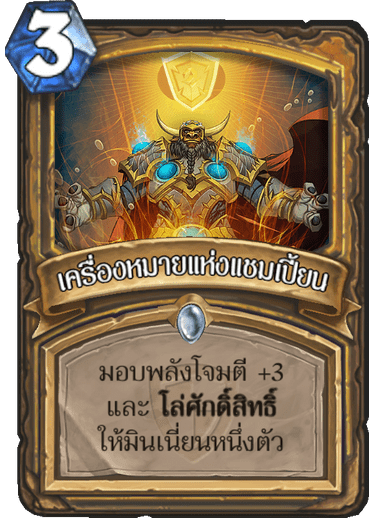 3
เครื่องหมายแห่งแชมเปี้ยน
มอบพลังโจมตี +3
และ โล่ศักดิ์สิทธิ์
ให้มินเนี่ยนหนึ่งตัว